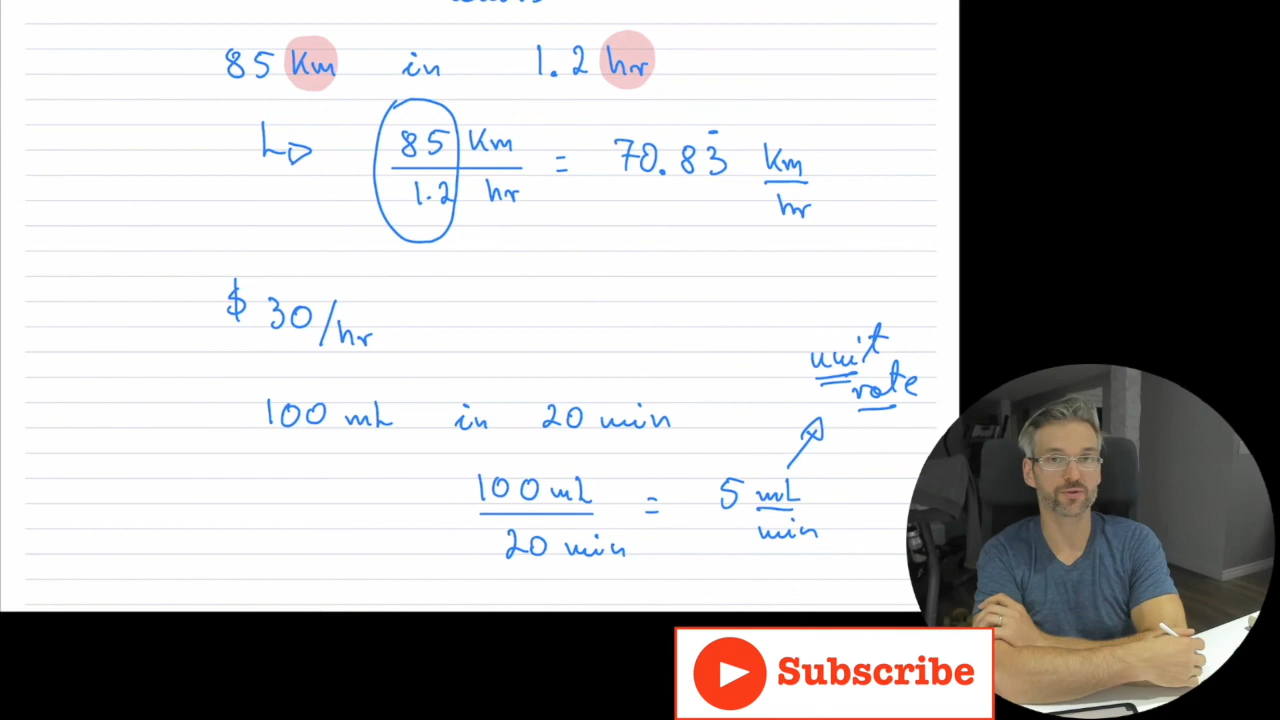 85 Km in 1.2 hr
85 Km / 1.2 hr = 70.83̄ Km / hr
$ 30/hr
unit
rate
100 mL in 20 min
100 mL / 20 min = 5 mL / min
Subscribe